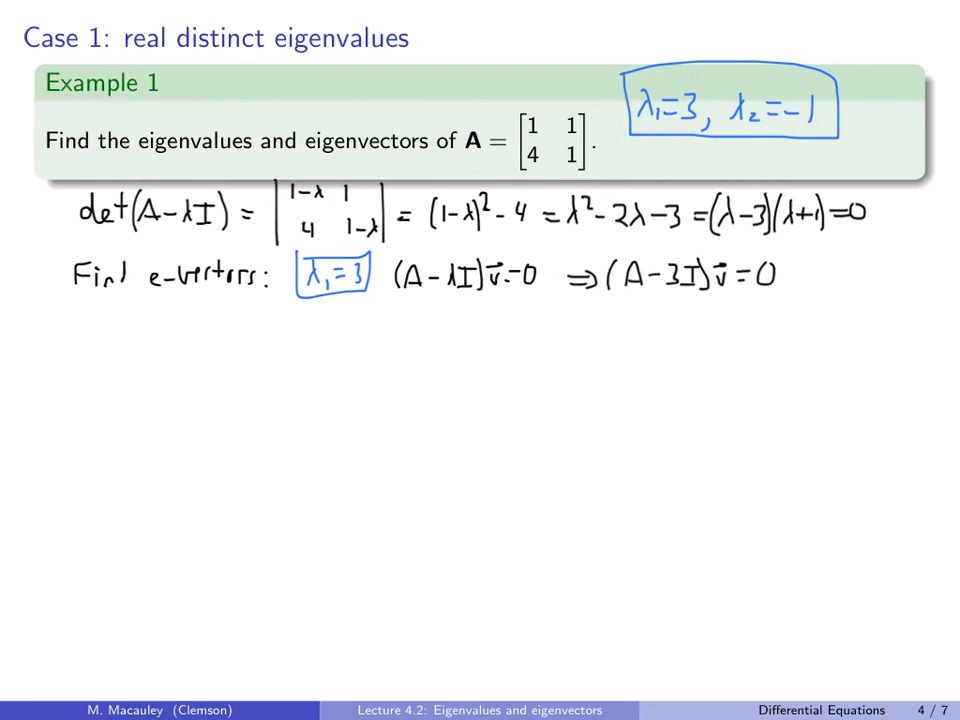 Case 1: real distinct eigenvalues
Example 1
λ₁=3, λ₂=-1
Find the eigenvalues and eigenvectors of A = [1 1; 4 1].
det(A-λI) = |1-λ 1; 4 1-λ| = (1-λ)²-4 = λ²-2λ-3 = (λ-3)(λ+1)=0
Find e-vectors: λ₁=3 (A-λI)v⃗=0 ⇒ (A-3I)v⃗=0
M. Macauley (Clemson) Lecture 4.2: Eigenvalues and eigenvectors Differential Equations 4 / 7